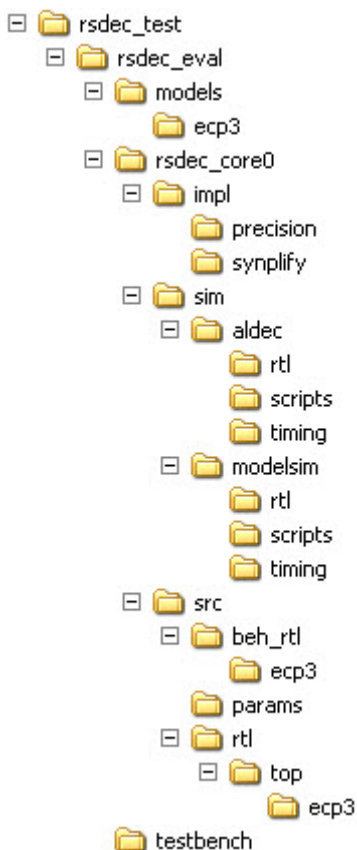 rsdec_test
rsdec_eval
models
ecp3
rsdec_core0
impl
precision
synplify
sim
aldec
rtl
scripts
timing
modelsim
rtl
scripts
timing
src
beh_rtl
ecp3
params
rtl
top
ecp3
testbench